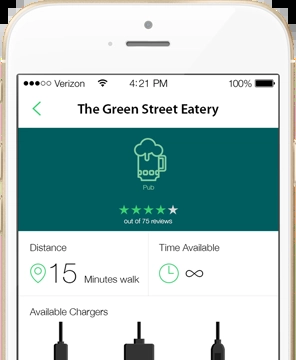 Verizon 4:21 PM 100%
The Green Street Eatery
Pub
out of 75 reviews
Distance Time Available
15 Minutes walk ∞
Available Chargers